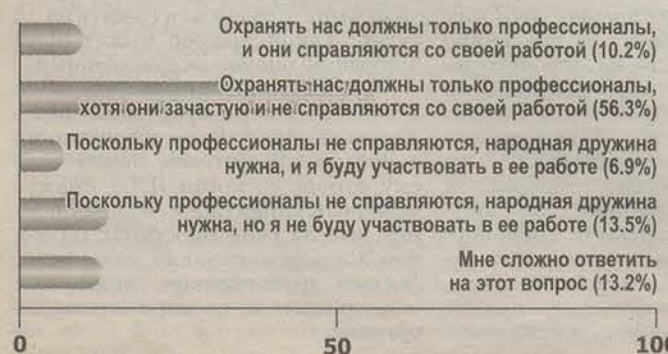 Охранять нас должны только профессионалы,
и они справляются со своей работой (10.2%)
Охранять нас должны только профессионалы,
хотя они зачастую и не справляются со своей работой (56.3%)
Поскольку профессионалы не справляются, народная дружина
нужна, и я буду участвовать в ее работе (6.9%)
Поскольку профессионалы не справляются, народная дружина
нужна, но я не буду участвовать в ее работе (13.5%)
Мне сложно ответить
на этот вопрос (13.2%)
0 50 100